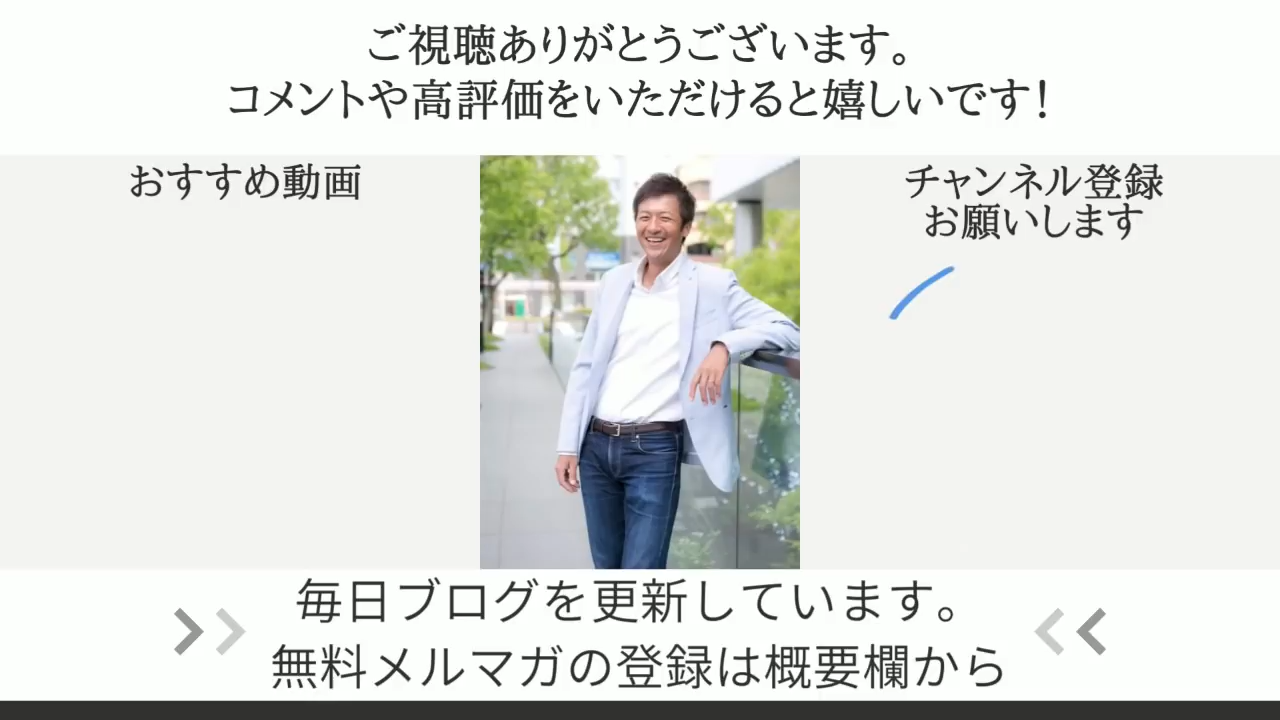 ご視聴ありがとうございます。
コメントや高評価をいただけると嬉しいです!
おすすめ動画
チャンネル登録
お願いします
毎日ブログを更新しています。
無料メルマガの登録は概要欄から